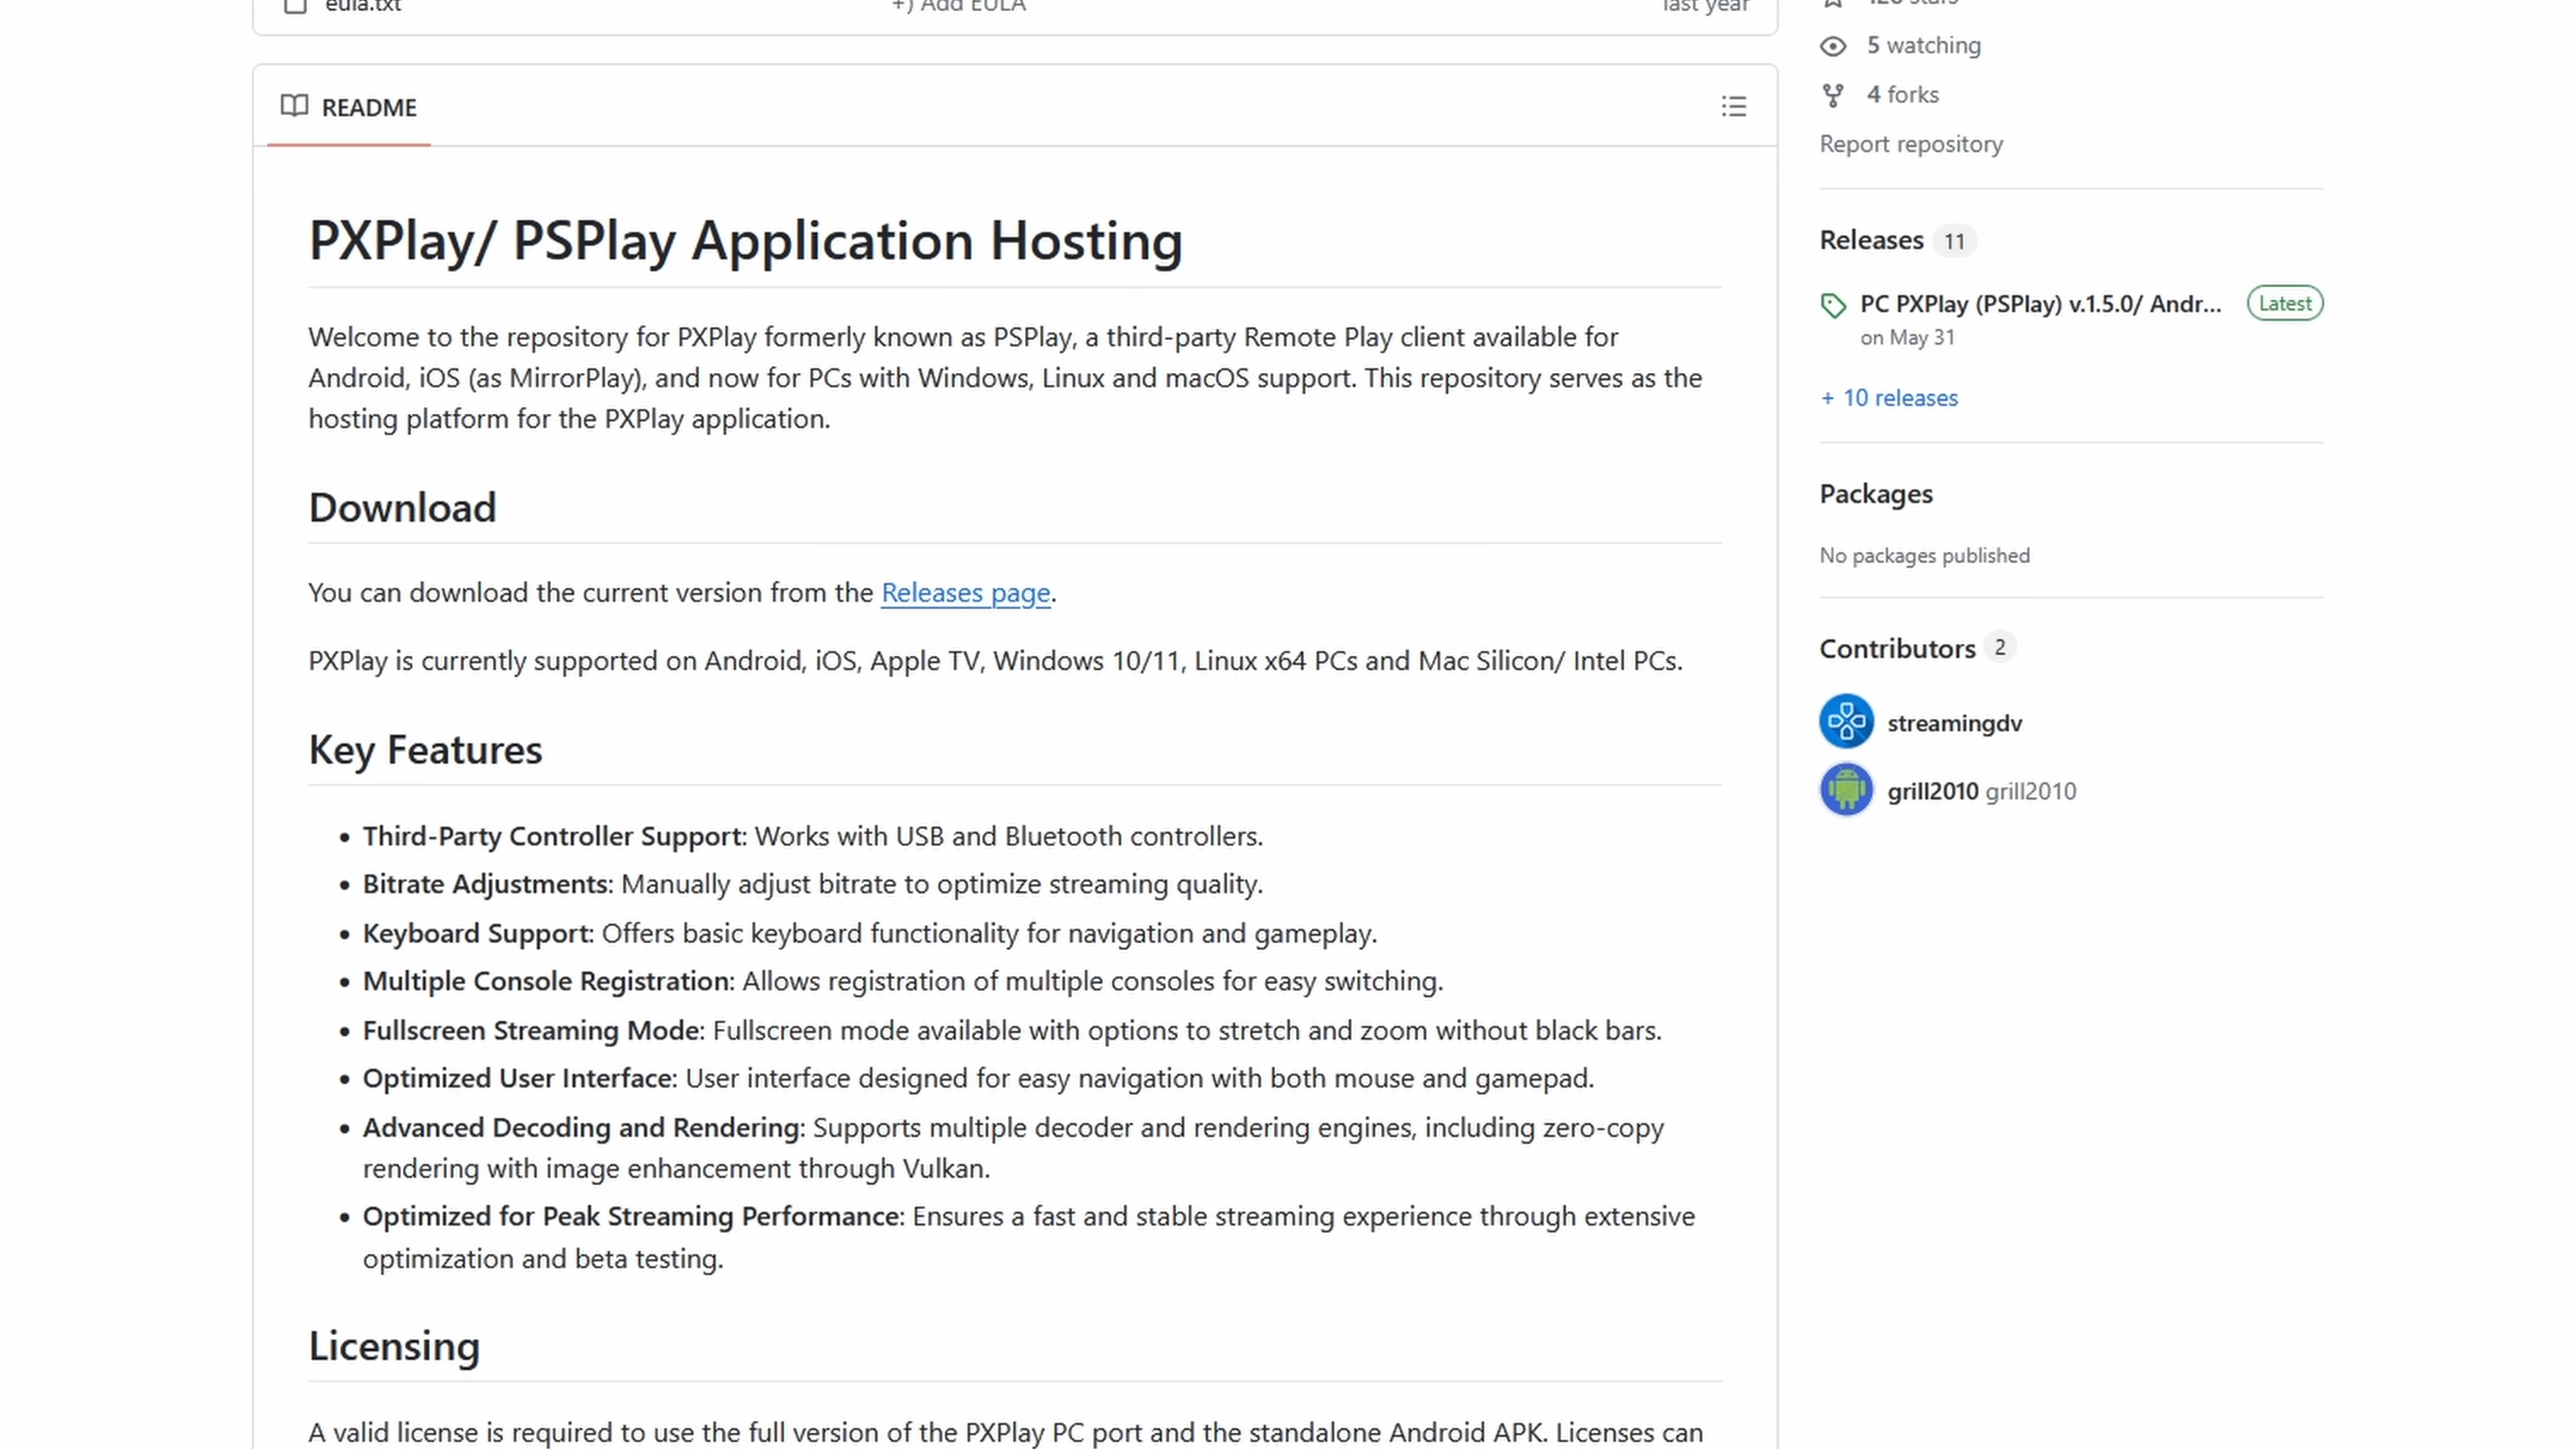 eula.txt +) Add EULA last year
README
PXPlay/ PSPlay Application Hosting
Welcome to the repository for PXPlay formerly known as PSPlay, a third-party Remote Play client available for
Android, iOS (as MirrorPlay), and now for PCs with Windows, Linux and macOS support. This repository serves as the
hosting platform for the PXPlay application.
Download
You can download the current version from the Releases page.
PXPlay is currently supported on Android, iOS, Apple TV, Windows 10/11, Linux x64 PCs and Mac Silicon/ Intel PCs.
Key Features
• Third-Party Controller Support: Works with USB and Bluetooth controllers.
• Bitrate Adjustments: Manually adjust bitrate to optimize streaming quality.
• Keyboard Support: Offers basic keyboard functionality for navigation and gameplay.
• Multiple Console Registration: Allows registration of multiple consoles for easy switching.
• Fullscreen Streaming Mode: Fullscreen mode available with options to stretch and zoom without black bars.
• Optimized User Interface: User interface designed for easy navigation with both mouse and gamepad.
• Advanced Decoding and Rendering: Supports multiple decoder and rendering engines, including zero-copy
rendering with image enhancement through Vulkan.
• Optimized for Peak Streaming Performance: Ensures a fast and stable streaming experience through extensive
optimization and beta testing.
Licensing
A valid license is required to use the full version of the PXPlay PC port and the standalone Android APK. Licenses can
stars
5 watching
4 forks
Report repository
Releases 11
PC PXPlay (PSPlay) v.1.5.0/ Andr... Latest
on May 31
+ 10 releases
Packages
No packages published
Contributors 2
streamingdv
grill2010 grill2010